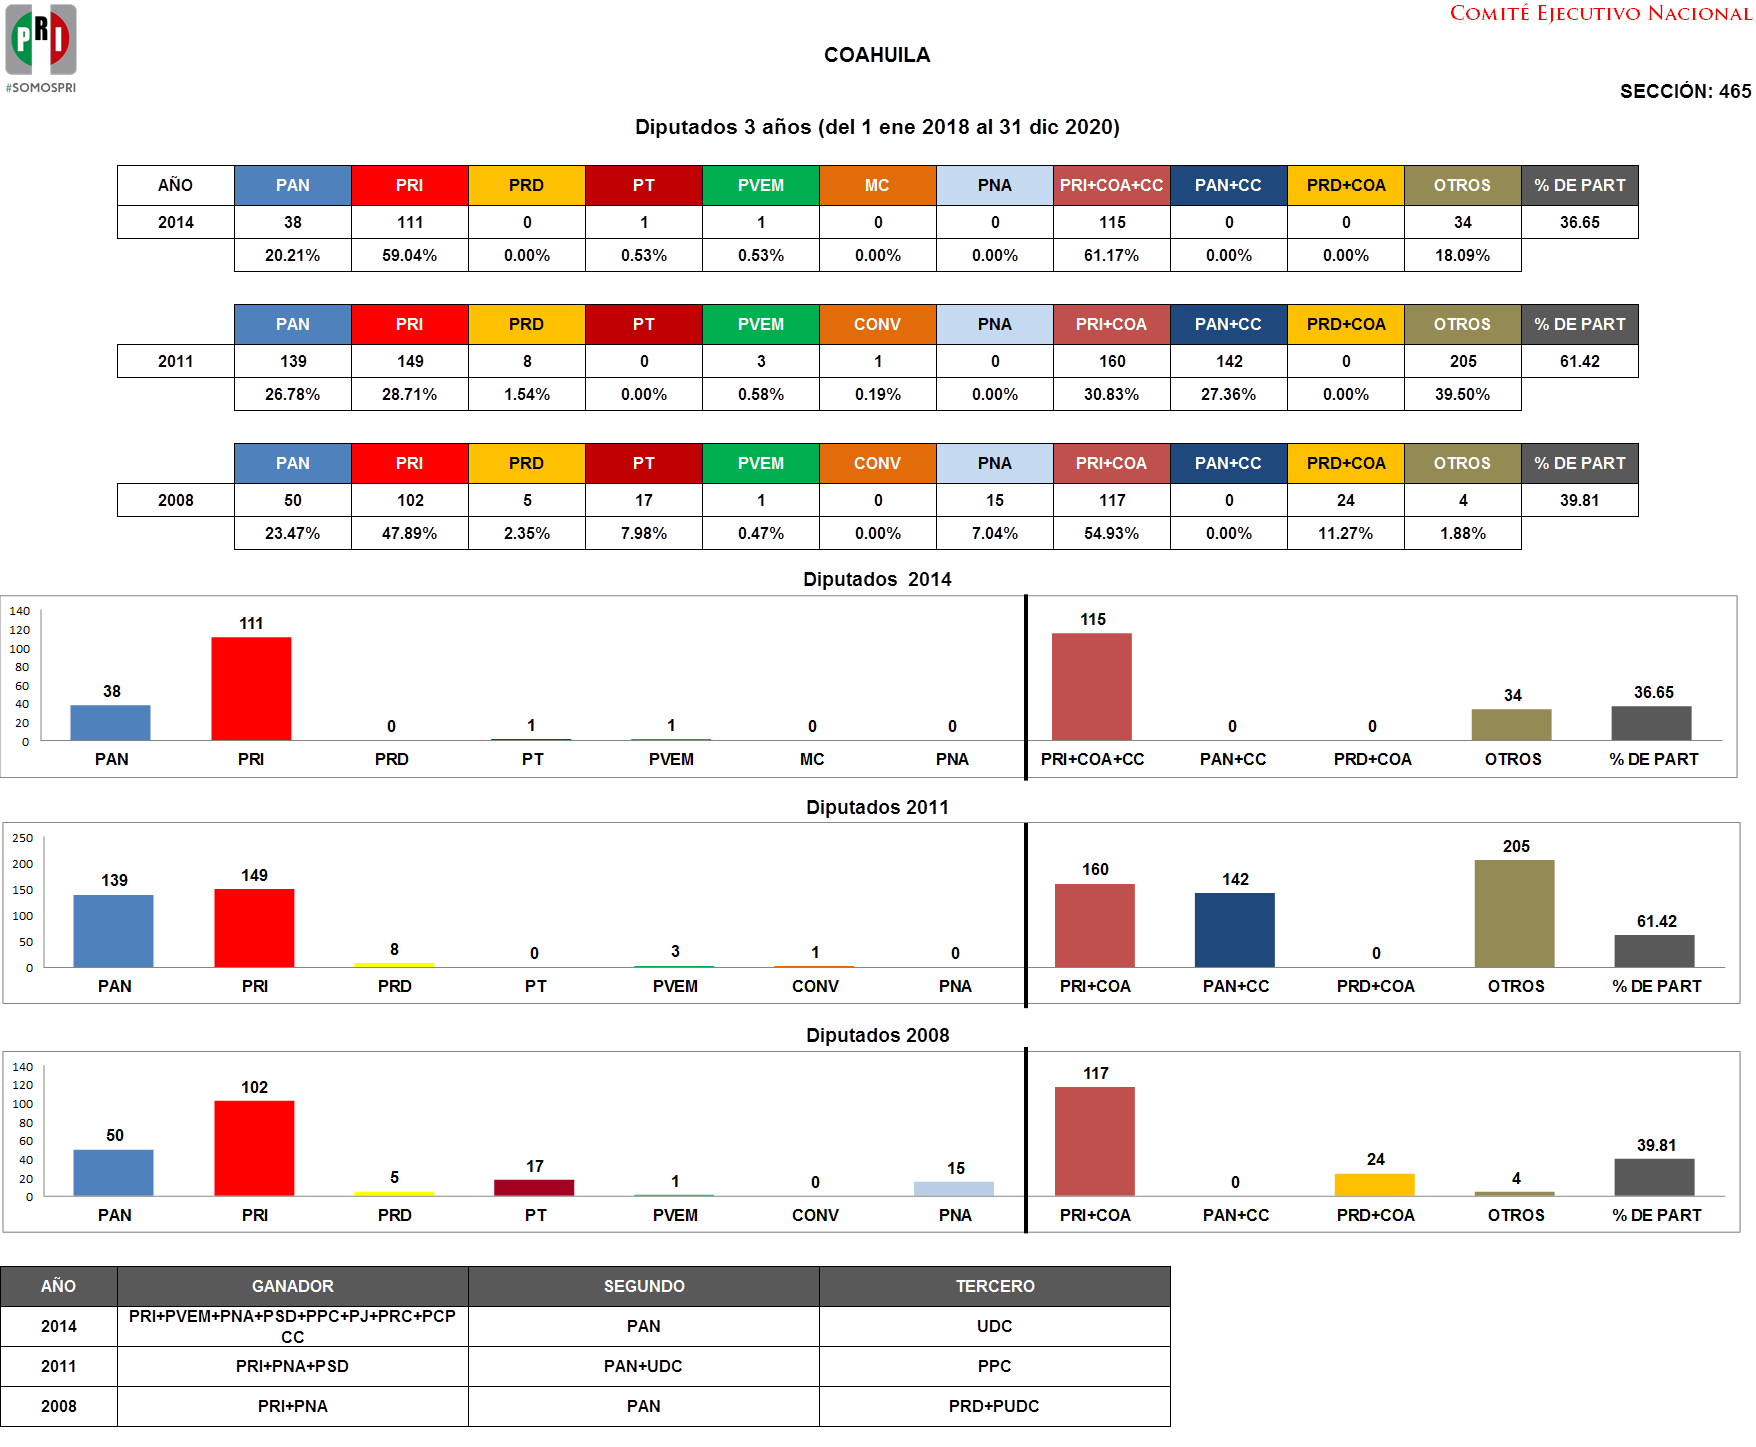 PRI
#SOMOSPRI
COMITÉ EJECUTIVO NACIONAL
COAHUILA
SECCIÓN: 465
Diputados 3 años (del 1 ene 2018 al 31 dic 2020)
AÑO PAN PRI PRD PT PVEM MC PNA PRI+COA+CC PAN+CC PRD+COA OTROS % DE PART
2014 38 111 0 1 1 0 0 115 0 0 34 36.65
20.21% 59.04% 0.00% 0.53% 0.53% 0.00% 0.00% 61.17% 0.00% 0.00% 18.09%
PAN PRI PRD PT PVEM CONV PNA PRI+COA PAN+CC PRD+COA OTROS % DE PART
2011 139 149 8 0 3 1 0 160 142 0 205 61.42
26.78% 28.71% 1.54% 0.00% 0.58% 0.19% 0.00% 30.83% 27.36% 0.00% 39.50%
PAN PRI PRD PT PVEM CONV PNA PRI+COA PAN+CC PRD+COA OTROS % DE PART
2008 50 102 5 17 1 0 15 117 0 24 4 39.81
23.47% 47.89% 2.35% 7.98% 0.47% 0.00% 7.04% 54.93% 0.00% 11.27% 1.88%
Diputados 2014
140
120
100
80
60
40
20
0
38 111 0 1 1 0 0 115 0 0 34 36.65
PAN PRI PRD PT PVEM MC PNA PRI+COA+CC PAN+CC PRD+COA OTROS % DE PART
Diputados 2011
250
200
150
100
50
0
139 149 8 0 3 1 0 160 142 0 205 61.42
PAN PRI PRD PT PVEM CONV PNA PRI+COA PAN+CC PRD+COA OTROS % DE PART
Diputados 2008
140
120
100
80
60
40
20
0
50 102 5 17 1 0 15 117 0 24 4 39.81
PAN PRI PRD PT PVEM CONV PNA PRI+COA PAN+CC PRD+COA OTROS % DE PART
AÑO GANADOR SEGUNDO TERCERO
2014 PRI+PVEM+PNA+PSD+PPC+PJ+PRC+PCP
CC PAN UDC
2011 PRI+PNA+PSD PAN+UDC PPC
2008 PRI+PNA PAN PRD+PUDC